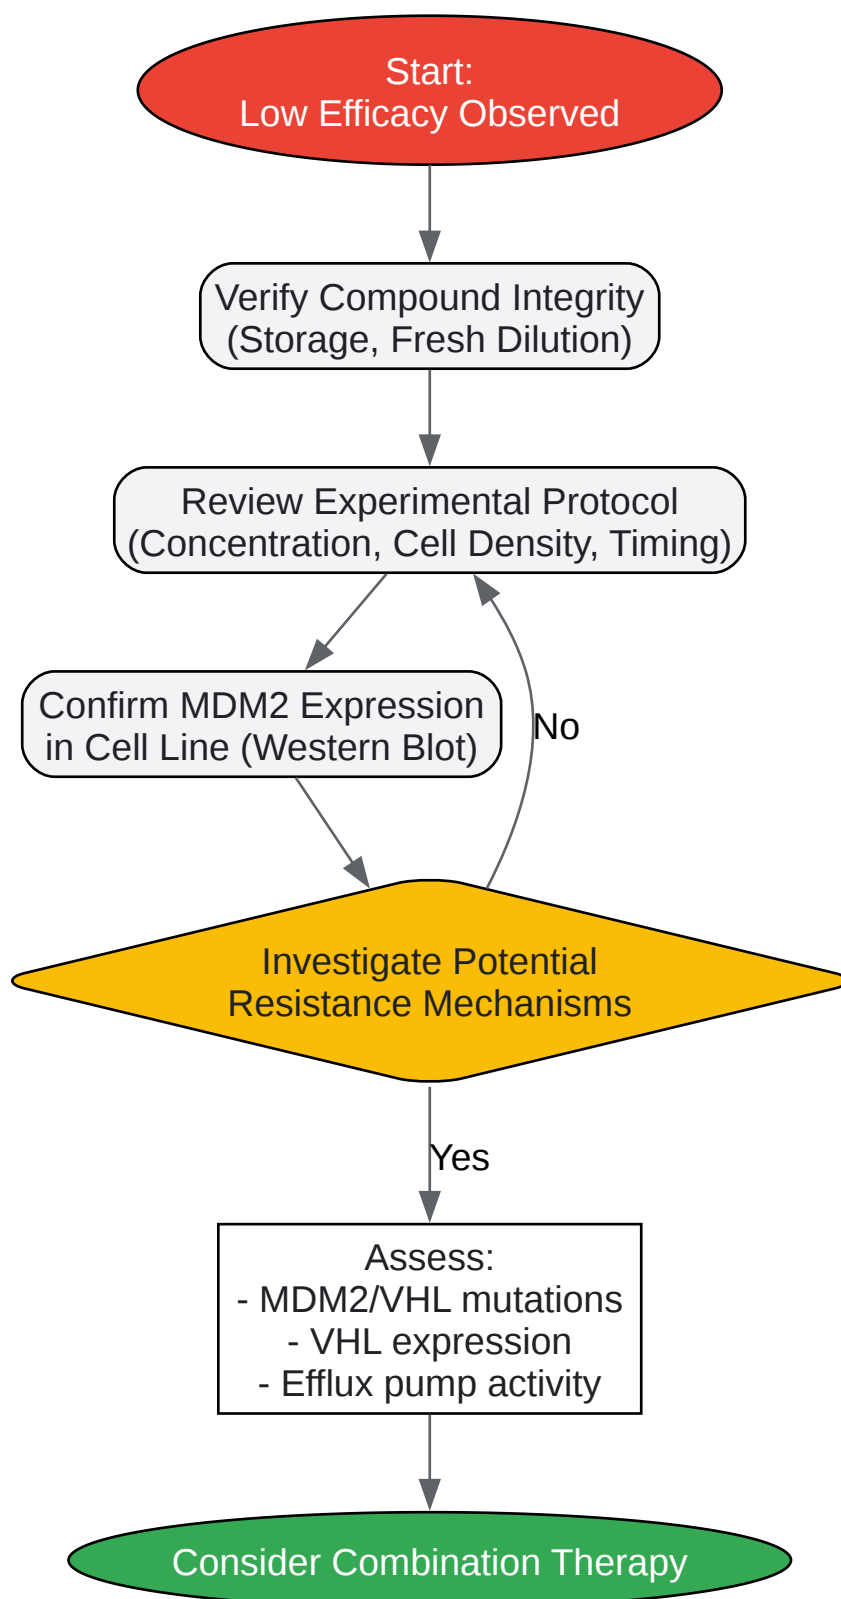 Start:
Low Efficacy Observed
Verify Compound Integrity
(Storage, Fresh Dilution)
Review Experimental Protocol
(Concentration, Cell Density, Timing)
Confirm MDM2 Expression
in Cell Line (Western Blot)
No
Investigate Potential
Resistance Mechanisms
Yes
Assess:
- MDM2/VHL mutations
- VHL expression
- Efflux pump activity
Consider Combination Therapy